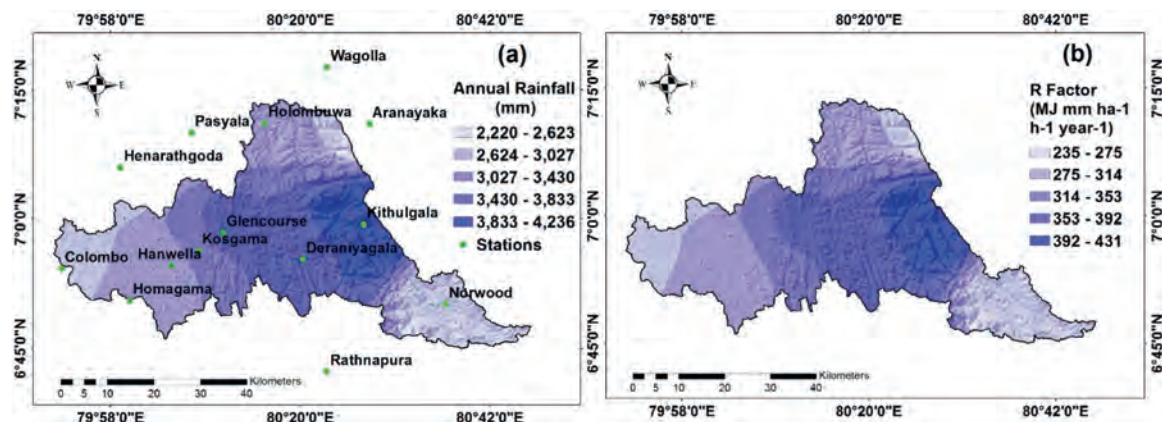 79°58'0"E 80°20'0"E 80°42'0"E
(a)
N
W E
S
7°15'0"N
7°0'0"N
6°45'0"N
Wagolla
Annual Rainfall
(mm)
2,220 - 2,623
2,624 - 3,027
3,027 - 3,430
3,430 - 3,833
3,833 - 4,236
Stations
Pasyala
Holombuwa
Aranayaka
Henarathgoda
Glencourse
Kithulgala
Kosgama
Colombo
Hanwella
Deraniyagala
Homagama
Norwood
Rathnapura
Kilometers
0 5 10 20 30 40
79°58'0"E 80°20'0"E 80°42'0"E
79°58'0"E 80°20'0"E 80°42'0"E
(b)
N
W E
S
R Factor
(MJ mm ha-1
h-1 year-1)
235 - 275
275 - 314
314 - 353
353 - 392
392 - 431
7°15'0"N
7°0'0"N
6°45'0"N
Kilometers
0 5 10 20 30 40
79°58'0"E 80°20'0"E 80°42'0"E